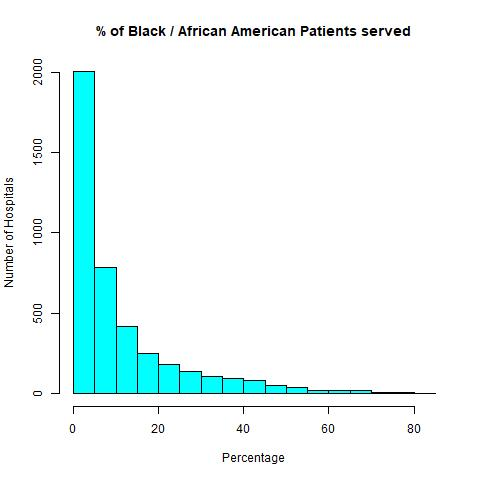 % of Black / African American Patients served
Number of Hospitals
2000
1500
1000
500
0
0 20 40 60 80
Percentage